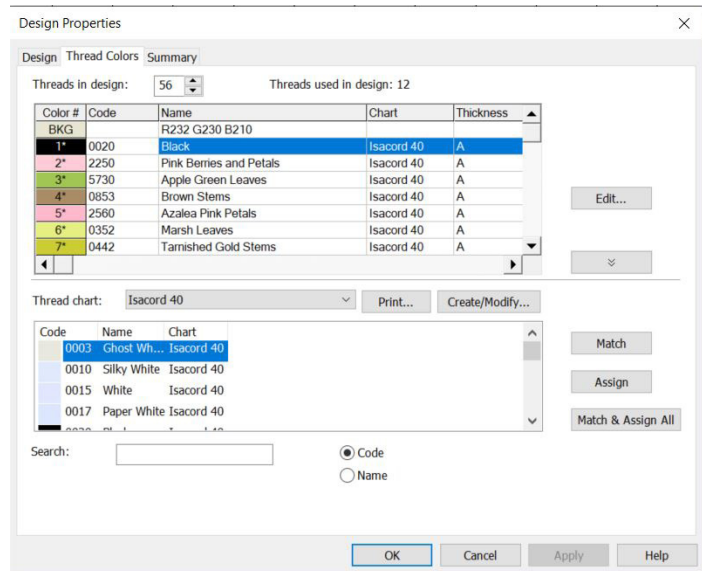 Design Properties
Design Thread Colors Summary
Threads in design: 56 Threads used in design: 12
Color # Code Name Chart Thickness
BKG R232 G230 B210
1* 0020 Black Isacord 40 A
2* 2250 Pink Berries and Petals Isacord 40 A
3* 5730 Apple Green Leaves Isacord 40 A
4* 0853 Brown Stems Isacord 40 A
5* 2560 Azalea Pink Petals Isacord 40 A
6* 0352 Marsh Leaves Isacord 40 A
7* 0442 Tarnished Gold Stems Isacord 40 A
Edit...
Thread chart: Isacord 40 Print... Create/Modify...
Code Name Chart
0003 Ghost Wh... Isacord 40
0010 Silky White Isacord 40
0015 White Isacord 40
0017 Paper White Isacord 40
Match
Assign
Match & Assign All
Search: Code
Name
OK Cancel Apply Help